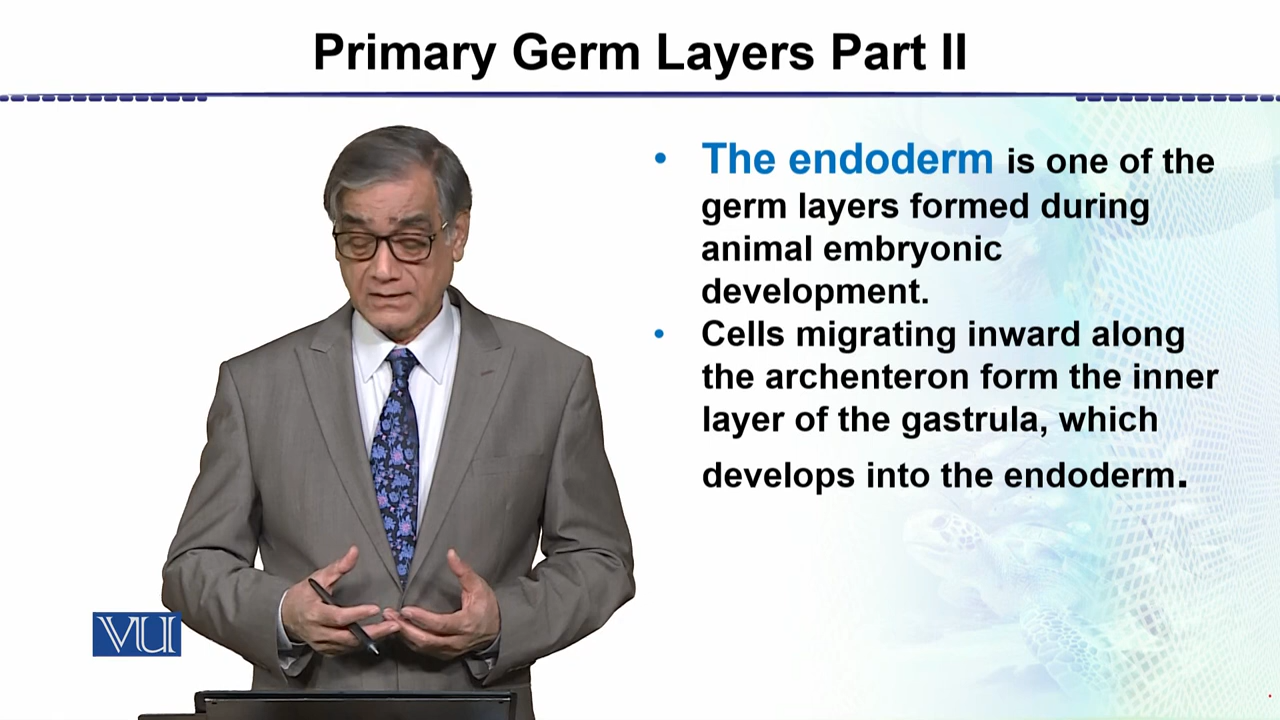 Primary Germ Layers Part II
• The endoderm is one of the
germ layers formed during
animal embryonic
development.
• Cells migrating inward along
the archenteron form the inner
layer of the gastrula, which
develops into the endoderm.
VU